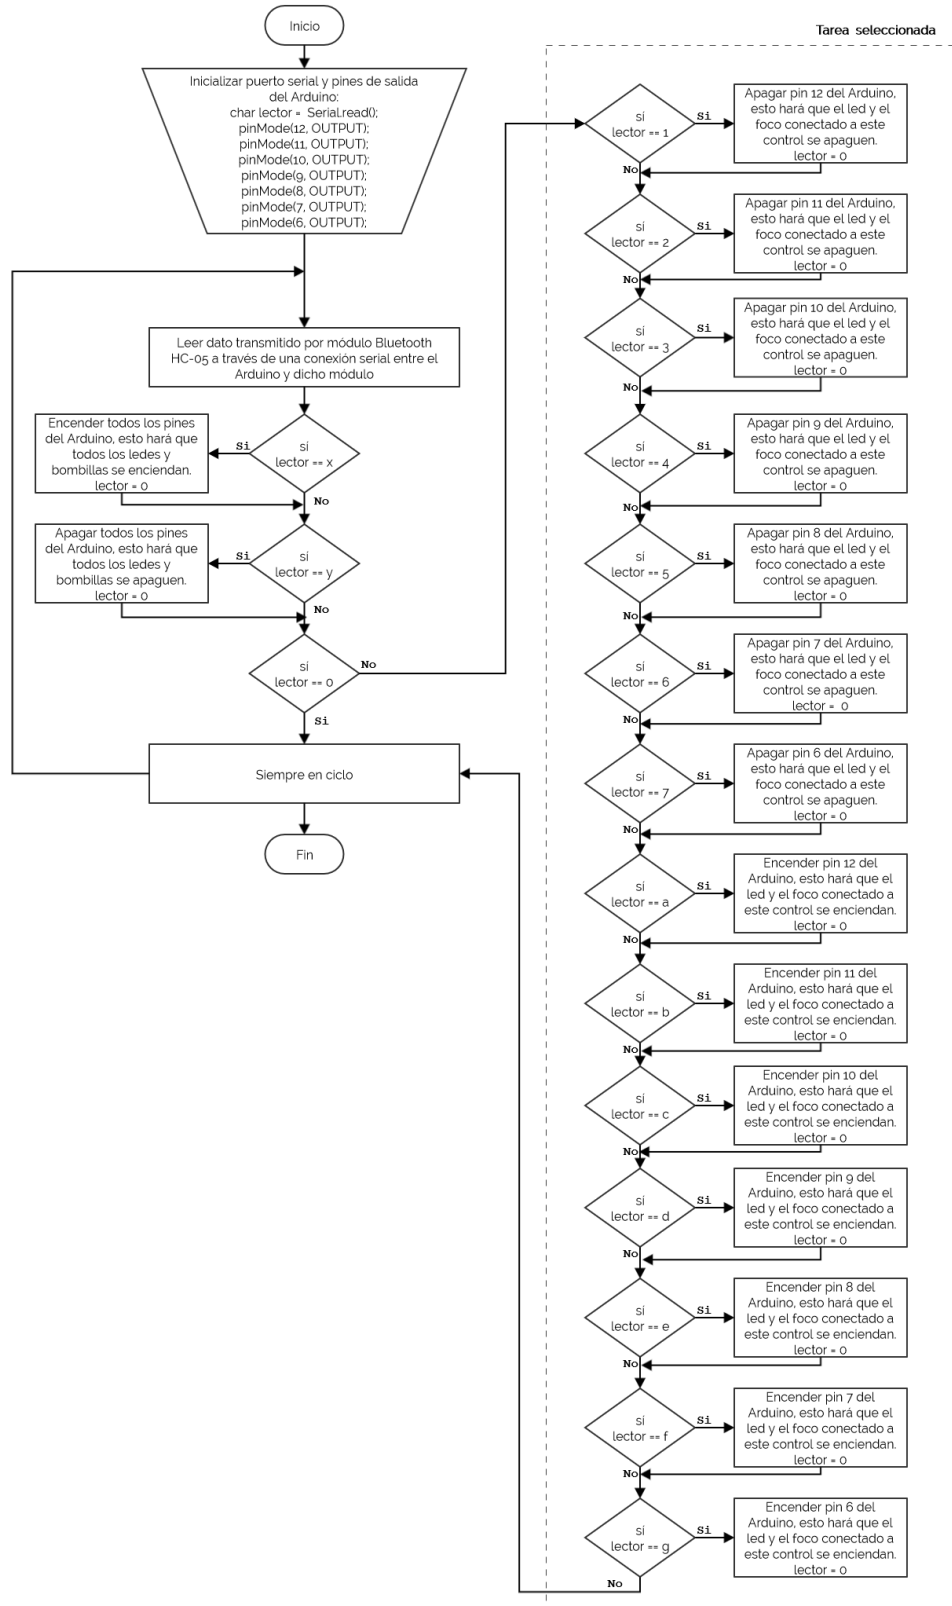 Inicio
Inicializar puerto serial y pines de salida
del Arduino:
char lector = Serial.read();
pinMode(12, OUTPUT);
pinMode(11, OUTPUT);
pinMode(10, OUTPUT);
pinMode(9, OUTPUT);
pinMode(8, OUTPUT);
pinMode(7, OUTPUT);
pinMode(6, OUTPUT);
Leer dato transmitido por módulo Bluetooth
HC-05 a través de una conexión serial entre el
Arduino y dicho módulo
sí
lector == x
Si
Encender todos los pines
del Arduino, esto hará que
todos los ledes y
bombillas se enciendan.
lector = 0
No
sí
lector == y
Si
Apagar todos los pines
del Arduino, esto hará que
todos los ledes y
bombillas se apaguen.
lector = 0
No
sí
lector == 0
No
Si
Siempre en ciclo
Fin
Tarea seleccionada
sí
lector == 1
Si
Apagar pin 12 del Arduino,
esto hará que el led y el
foco conectado a este
control se apaguen.
lector = 0
No
sí
lector == 2
Si
Apagar pin 11 del Arduino,
esto hará que el led y el
foco conectado a este
control se apaguen.
lector = 0
No
sí
lector == 3
Si
Apagar pin 10 del Arduino,
esto hará que el led y el
foco conectado a este
control se apaguen.
lector = 0
No
sí
lector == 4
Si
Apagar pin 9 del Arduino,
esto hará que el led y el
foco conectado a este
control se apaguen.
lector = 0
No
sí
lector == 5
Si
Apagar pin 8 del Arduino,
esto hará que el led y el
foco conectado a este
control se apaguen.
lector = 0
No
sí
lector == 6
Si
Apagar pin 7 del Arduino,
esto hará que el led y el
foco conectado a este
control se apaguen.
lector = 0
No
sí
lector == 7
Si
Apagar pin 6 del Arduino,
esto hará que el led y el
foco conectado a este
control se apaguen.
lector = 0
No
sí
lector == a
Si
Encender pin 12 del
Arduino, esto hará que el
led y el foco conectado a
este control se enciendan.
lector = 0
No
sí
lector == b
Si
Encender pin 11 del
Arduino, esto hará que el
led y el foco conectado a
este control se enciendan.
lector = 0
No
sí
lector == c
Si
Encender pin 10 del
Arduino, esto hará que el
led y el foco conectado a
este control se enciendan.
lector = 0
No
sí
lector == d
Si
Encender pin 9 del
Arduino, esto hará que el
led y el foco conectado a
este control se enciendan.
lector = 0
No
sí
lector == e
Si
Encender pin 8 del
Arduino, esto hará que el
led y el foco conectado a
este control se enciendan.
lector = 0
No
sí
lector == f
Si
Encender pin 7 del
Arduino, esto hará que el
led y el foco conectado a
este control se enciendan.
lector = 0
No
sí
lector == g
Si
Encender pin 6 del
Arduino, esto hará que el
led y el foco conectado a
este control se enciendan.
lector = 0
No